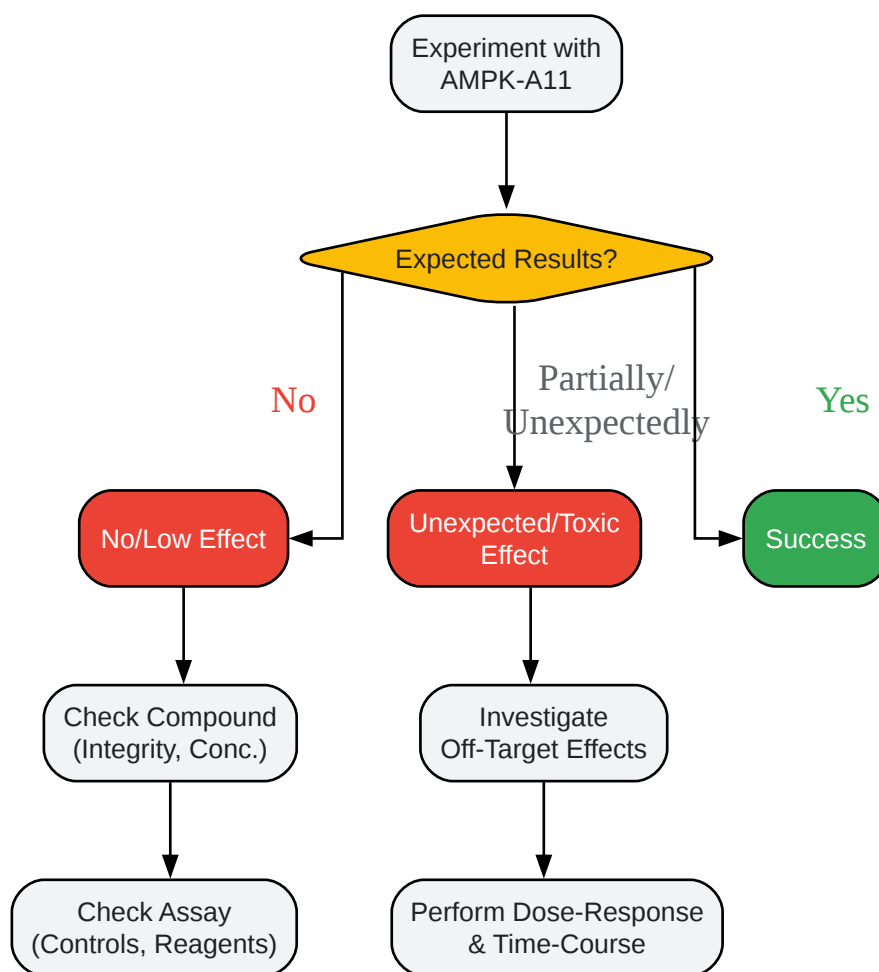 Experiment with
AMPK-A11
Expected Results?
No
Partially/
Unexpectedly
Yes
No/Low Effect
Unexpected/Toxic
Effect
Success
Check Compound
(Integrity, Conc.)
Investigate
Off-Target Effects
Check Assay
(Controls, Reagents)
Perform Dose-Response
& Time-Course